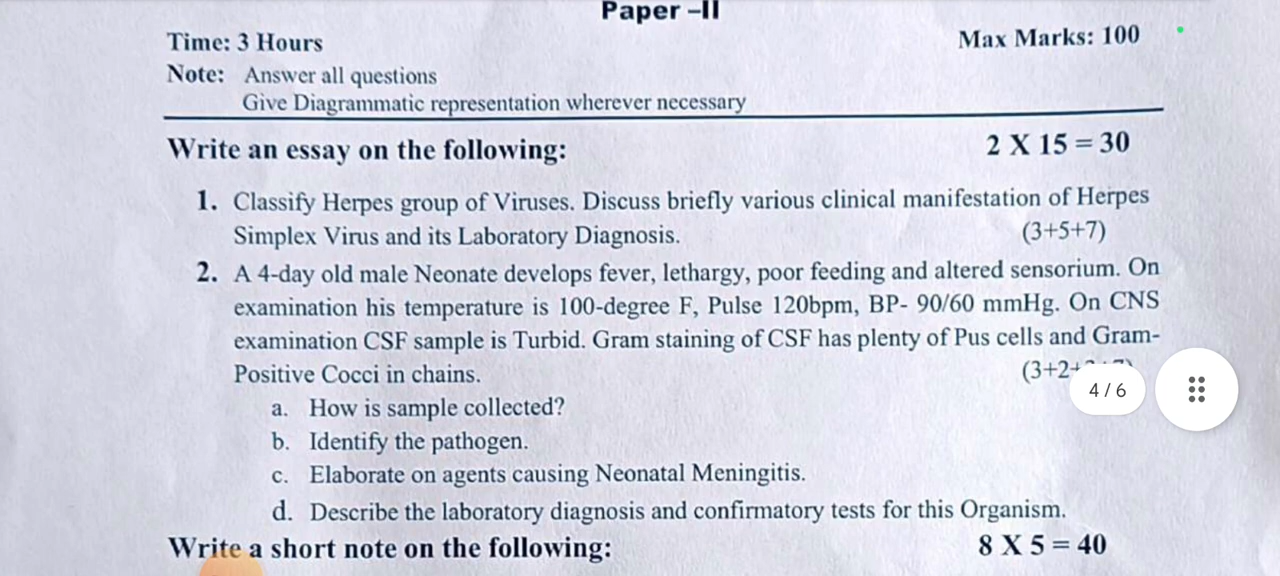 Paper –II
Time: 3 Hours Max Marks: 100
Note: Answer all questions
Give Diagrammatic representation wherever necessary
Write an essay on the following: 2 X 15 = 30
1. Classify Herpes group of Viruses. Discuss briefly various clinical manifestation of Herpes
Simplex Virus and its Laboratory Diagnosis. (3+5+7)
2. A 4-day old male Neonate develops fever, lethargy, poor feeding and altered sensorium. On
examination his temperature is 100-degree F, Pulse 120bpm, BP- 90/60 mmHg. On CNS
examination CSF sample is Turbid. Gram staining of CSF has plenty of Pus cells and Gram-
Positive Cocci in chains. (3+2+
4 / 6
a. How is sample collected?
b. Identify the pathogen.
c. Elaborate on agents causing Neonatal Meningitis.
d. Describe the laboratory diagnosis and confirmatory tests for this Organism.
Write a short note on the following: 8 X 5 = 40